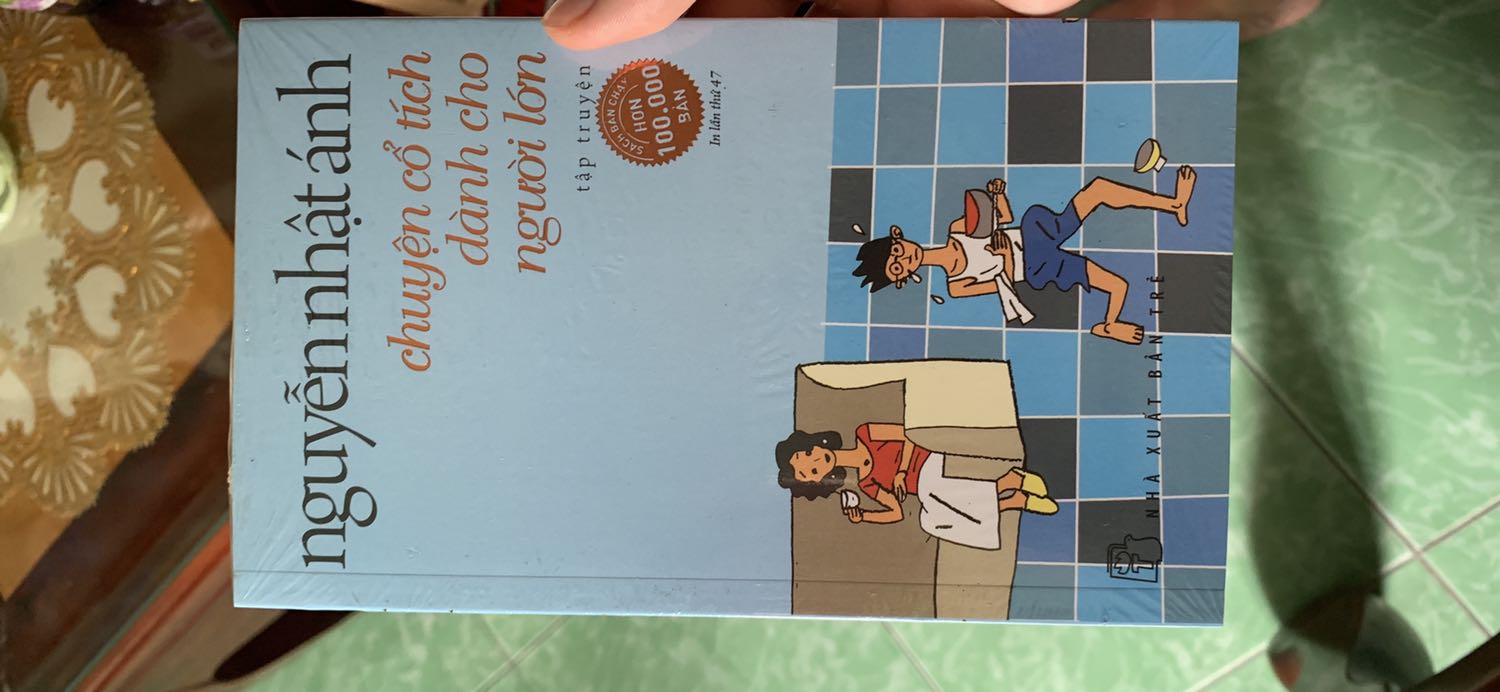 nguyễn nhật ánh
chuyện cổ tích
dành cho
người lớn
tập truyện
SÁCH BÁN CHẠY
HƠN
100.000
BẢN
In lần thứ 47
NHÀ XUẤT BẢN TRẺ